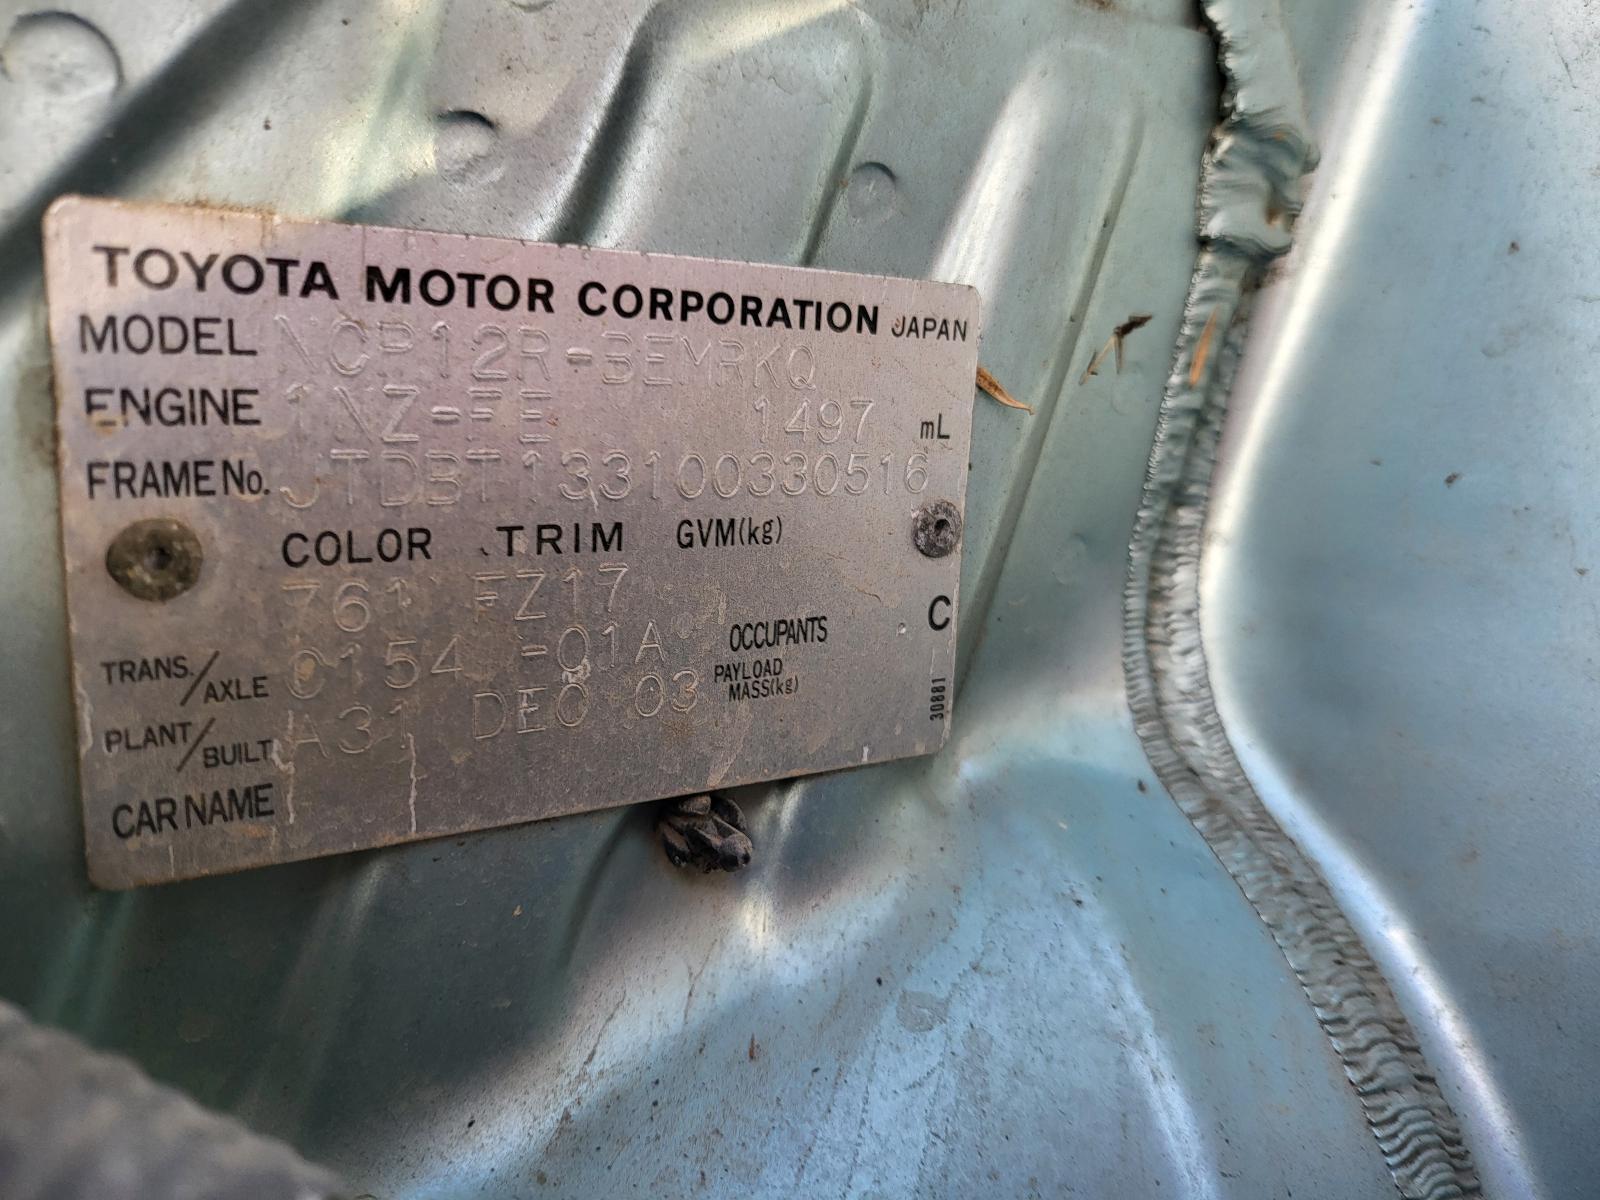 TOYOTA MOTOR CORPORATION JAPAN
MODEL NCP12R-BEMRKQ
ENGINE 1NZ-FE 1497 mL
FRAME No. JTDBT133100330516
COLOR TRIM GVM(kg)
761 FZ17
C
TRANS./AXLE C154 -01A OCCUPANTS
PLANT/BUILT A31 DEC 03 PAYLOAD MASS(kg)
30881
CAR NAME